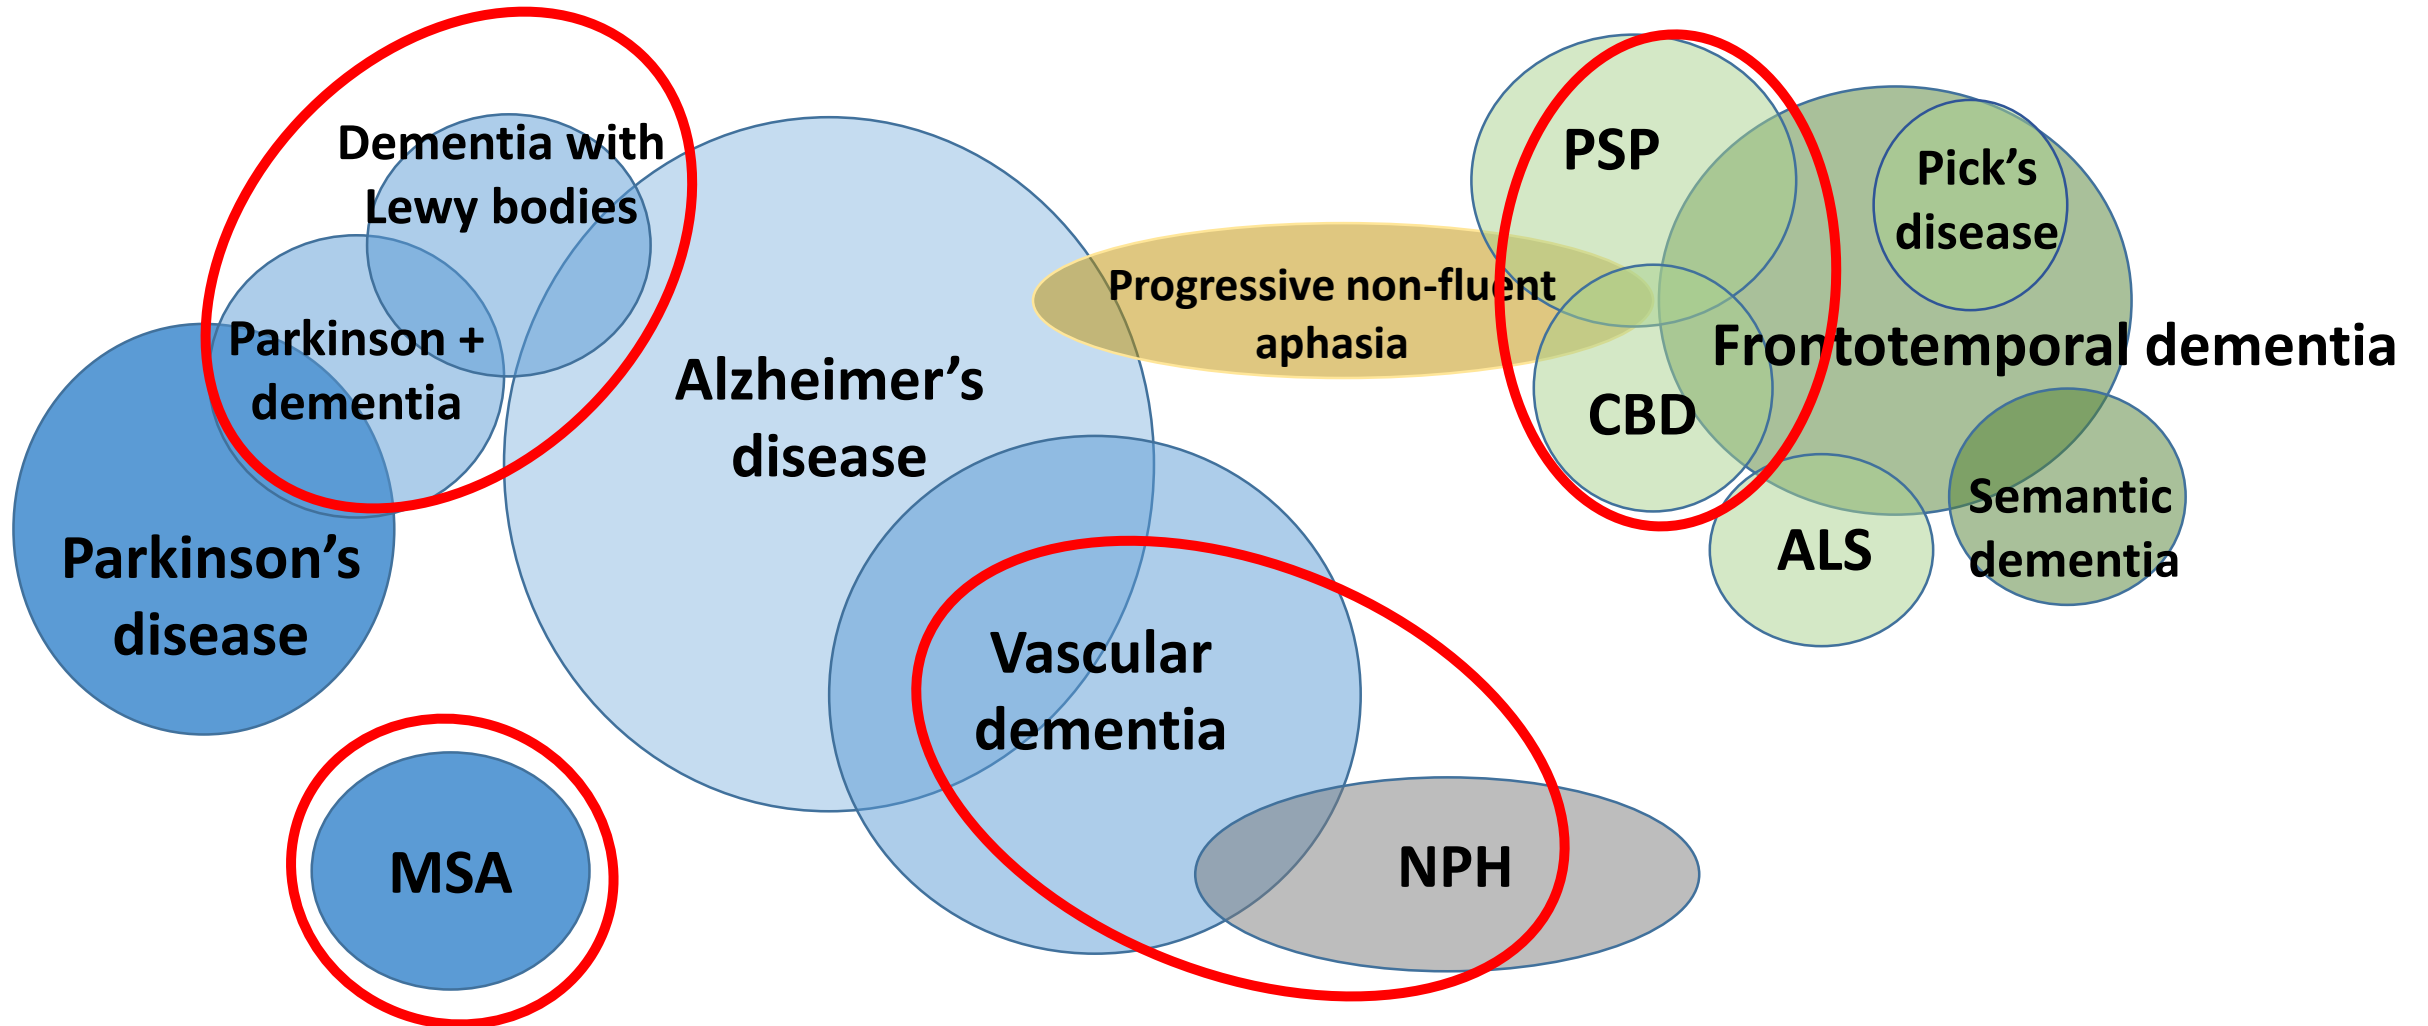 Dementia with
Lewy bodies
Parkinson +
dementia
Parkinson’s
disease
MSA
Alzheimer’s
disease
Vascular
dementia
NPH
Progressive non-fluent
aphasia
PSP
CBD
Pick’s
disease
Frontotemporal dementia
ALS
Semantic
dementia